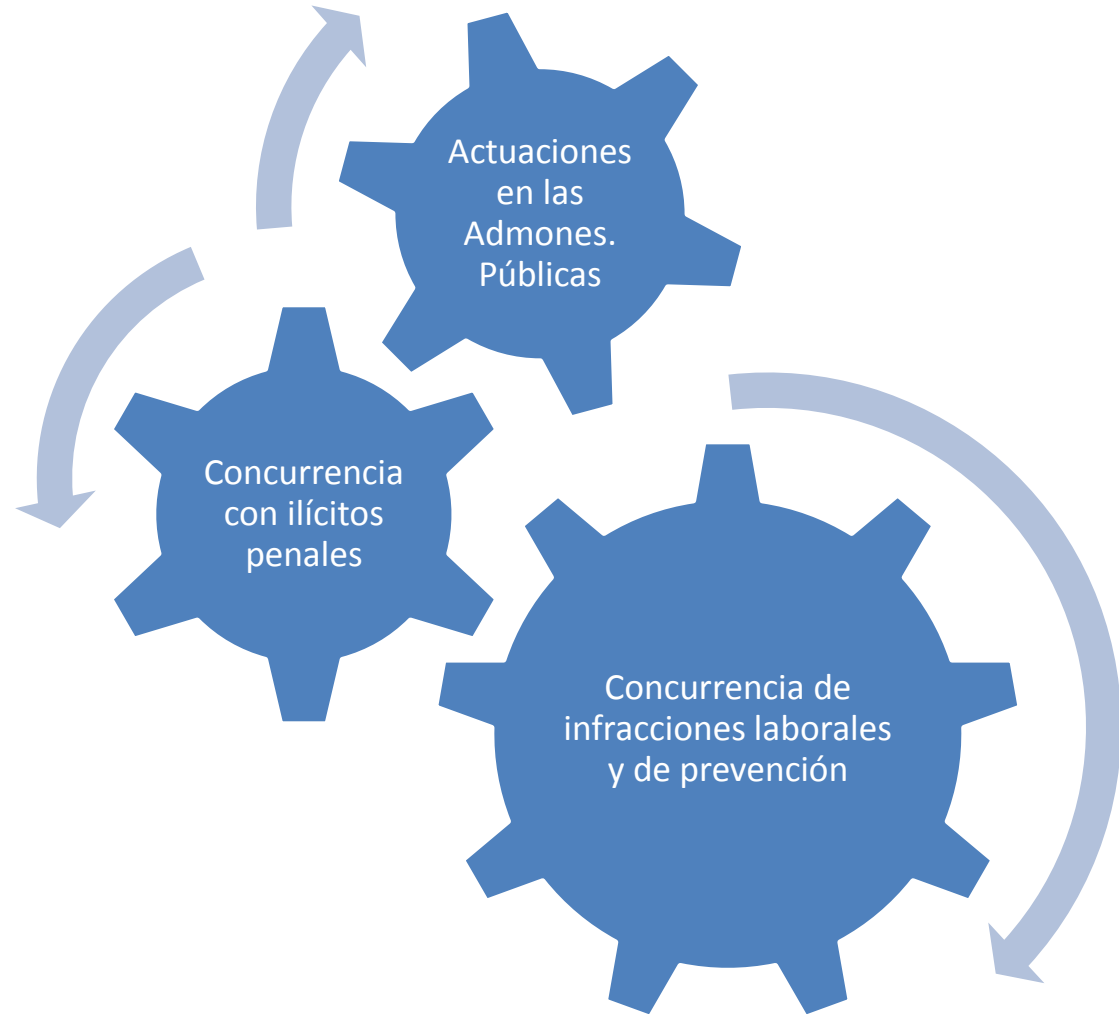 Actuaciones
en las
Admones.
Públicas
Concurrencia
con ilícitos
penales
Concurrencia de
infracciones laborales
y de prevención